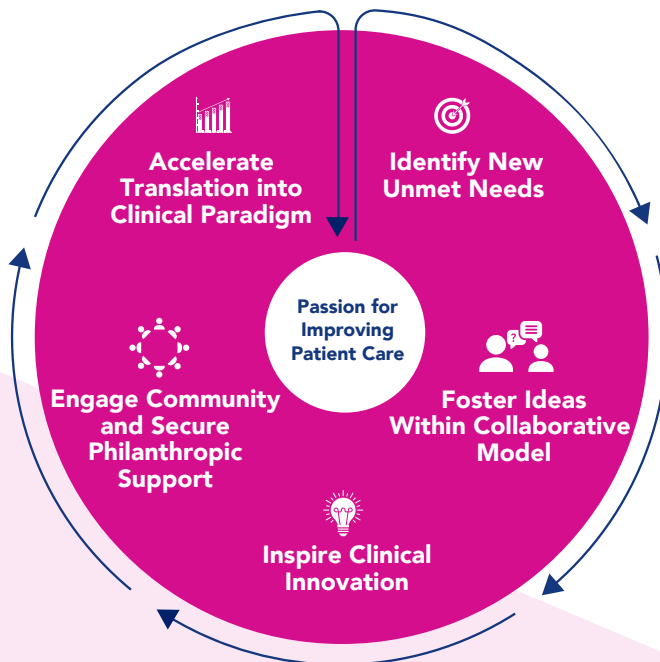 Accelerate
Translation into
Clinical Paradigm
Identify New
Unmet Needs
Passion for
Improving
Patient Care
Engage Community
and Secure
Philanthropic
Support
?
Foster Ideas
Within Collaborative
Model
Inspire Clinical
Innovation